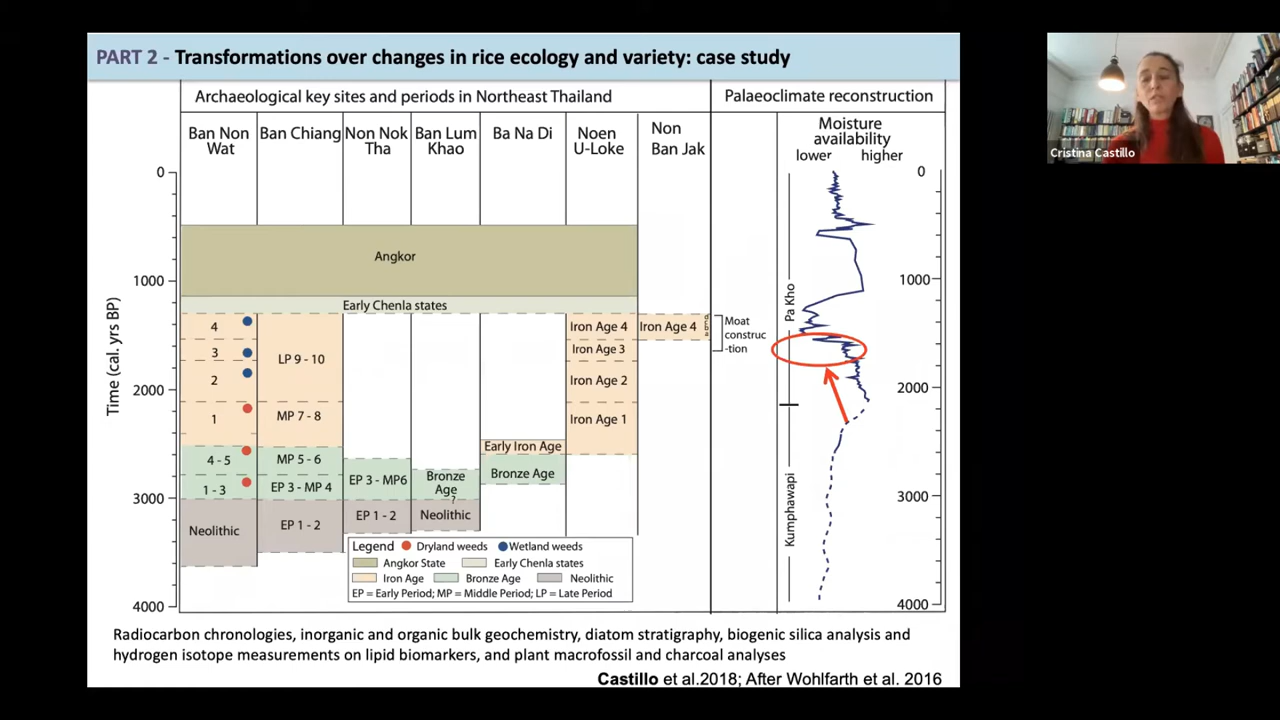 PART 2 - Transformations over changes in rice ecology and variety: case study
Archaeological key sites and periods in Northeast Thailand
Palaeoclimate reconstruction
Ban Non Wat
Ban Chiang
Non Nok Tha
Ban Lum Khao
Ba Na Di
Noen U-Loke
Non Ban Jak
Moisture availability
lower higher
Time (cal. yrs BP)
0
1000
2000
3000
4000
Angkor
Early Chenla states
4
3
2
1
4 - 5
1 - 3
Neolithic
LP 9 - 10
MP 7 - 8
MP 5 - 6
EP 3 - MP 4
EP 1 - 2
EP 3 - MP6
EP 1 - 2
Bronze Age
?
Neolithic
Early Iron Age
Bronze Age
Iron Age 4
Iron Age 3
Iron Age 2
Iron Age 1
Iron Age 4
Moat construc-tion
Pa Kho
Kumphawapi
0
1000
2000
3000
4000
Legend Dryland weeds Wetland weeds
Angkor State Early Chenla states
Iron Age Bronze Age Neolithic
EP = Early Period; MP = Middle Period; LP = Late Period
Radiocarbon chronologies, inorganic and organic bulk geochemistry, diatom stratigraphy, biogenic silica analysis and
hydrogen isotope measurements on lipid biomarkers, and plant macrofossil and charcoal analyses
Castillo et al.2018; After Wohlfarth et al. 2016
Cristina Castillo